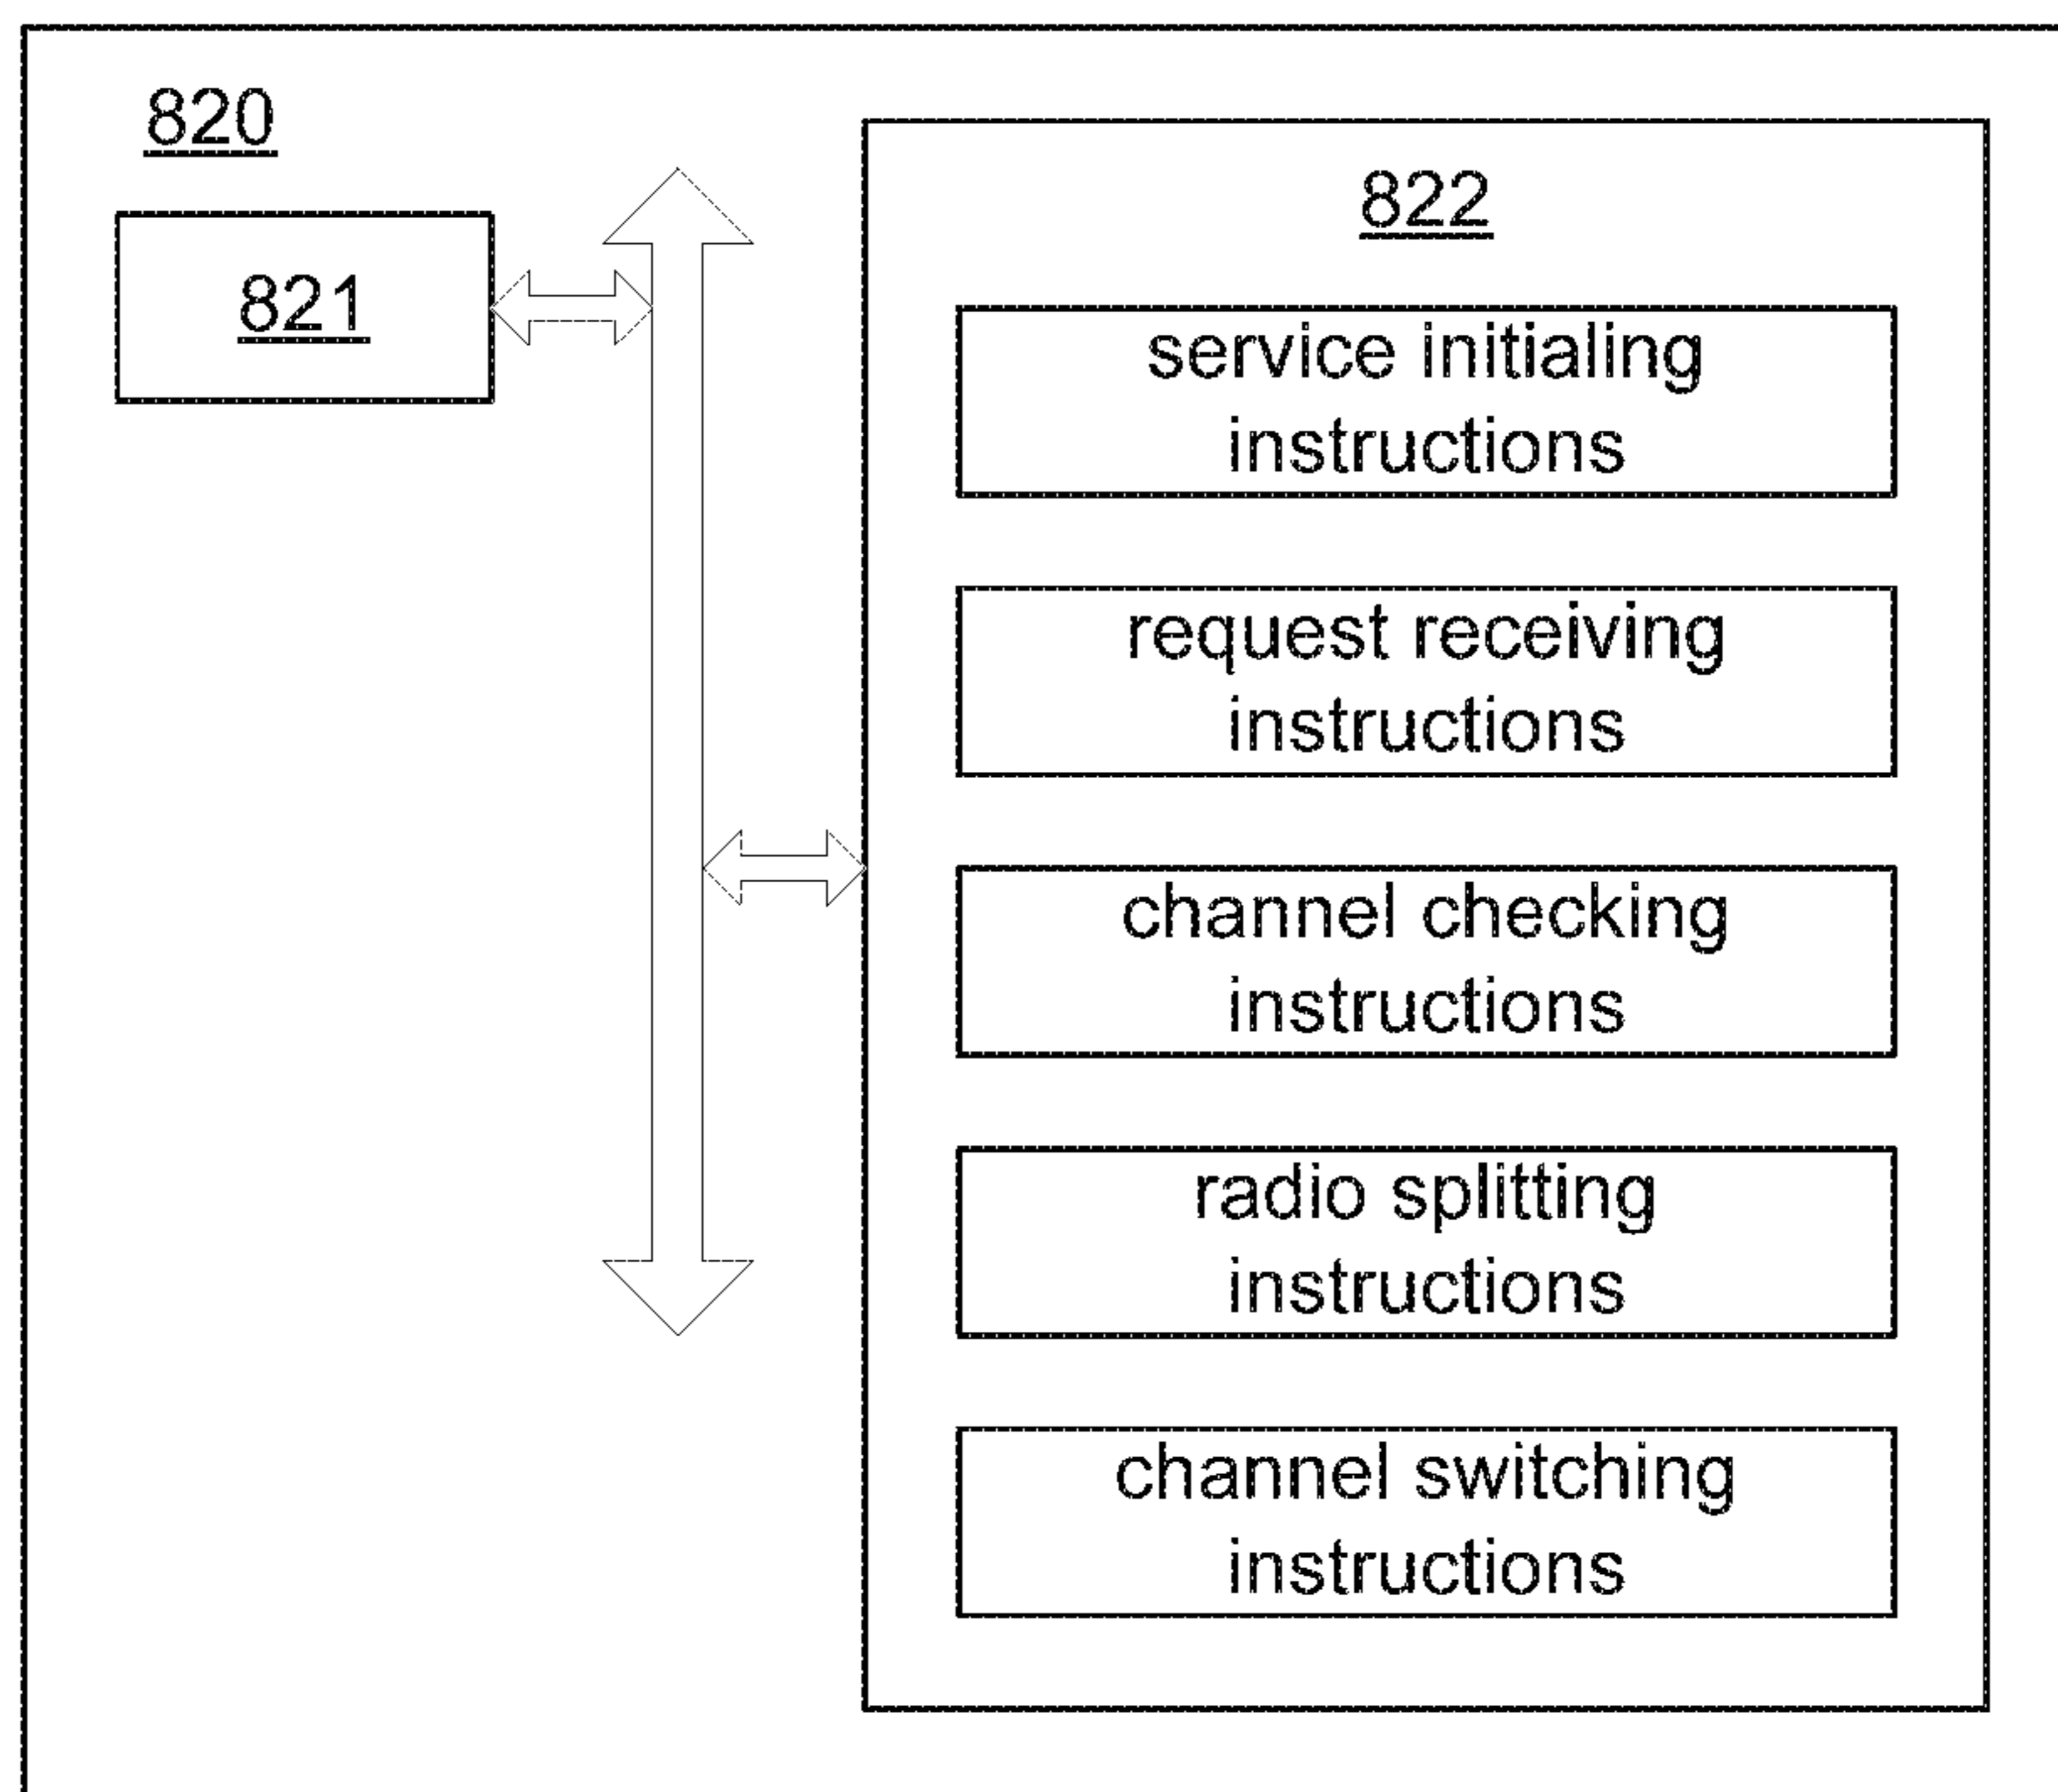 820
822
821
service initialing
instructions
request receiving
instructions
channel checking
instructions
radio splitting
instructions
channel switching
instructions